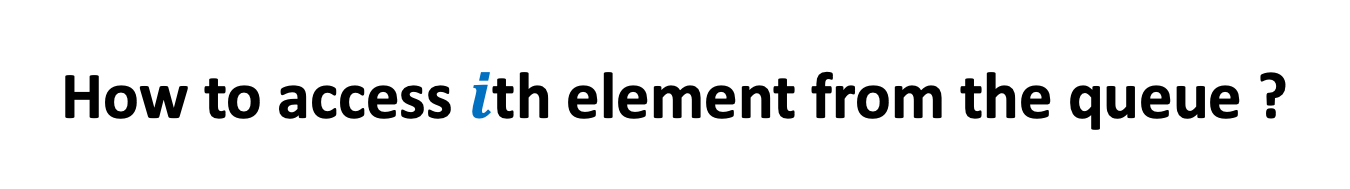 How to access ith element from the queue ?